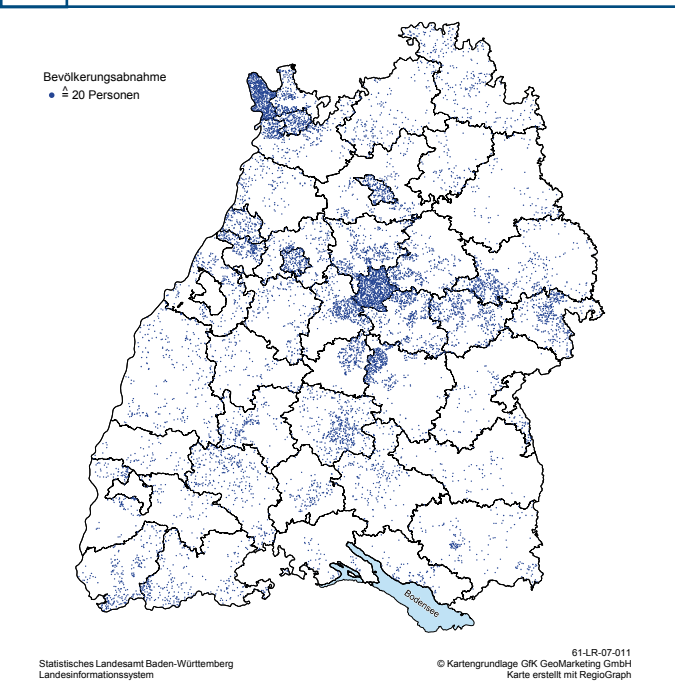 Bevölkerungsabnahme
● ≙ 20 Personen
Bodensee
61-LR-07-011
Statistisches Landesamt Baden-Württemberg
© Kartengrundlage GfK GeoMarketing GmbH
Landesinformationssystem
Karte erstellt mit RegioGraph